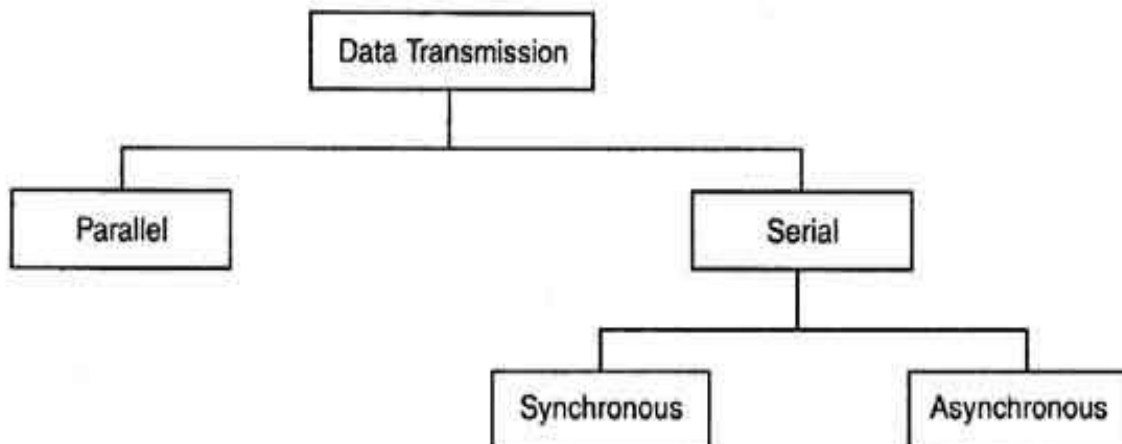 Data Transmission
Parallel
Serial
Synchronous
Asynchronous